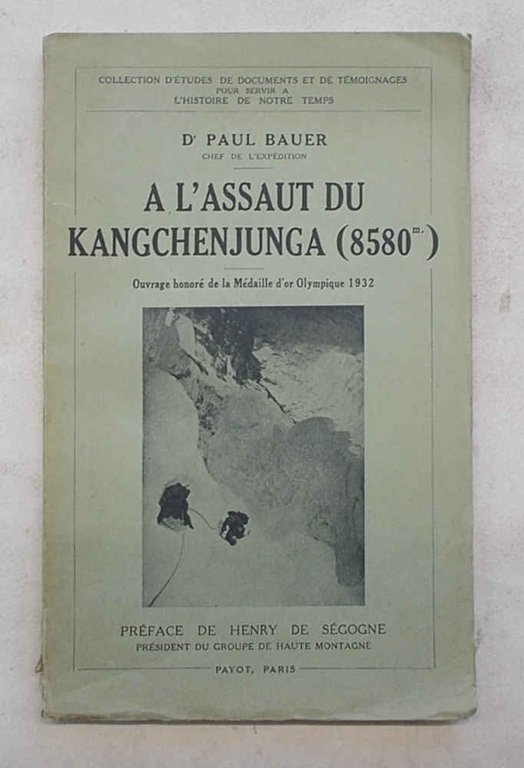 COLLECTION D'ÉTUDES DE DOCUMENTS ET DE TÉMOIGNAGES
POUR SERVIR A
L'HISTOIRE DE NOTRE TEMPS
Dr PAUL BAUER
CHEF DE L'EXPÉDITION
A L'ASSAUT DU
KANGCHENJUNGA (8580 m.)
Ouvrage honoré de la Médaille d'or Olympique 1932
PRÉFACE DE HENRY DE SÉGOGNE
PRÉSIDENT DU GROUPE DE HAUTE MONTAGNE
PAYOT, PARIS